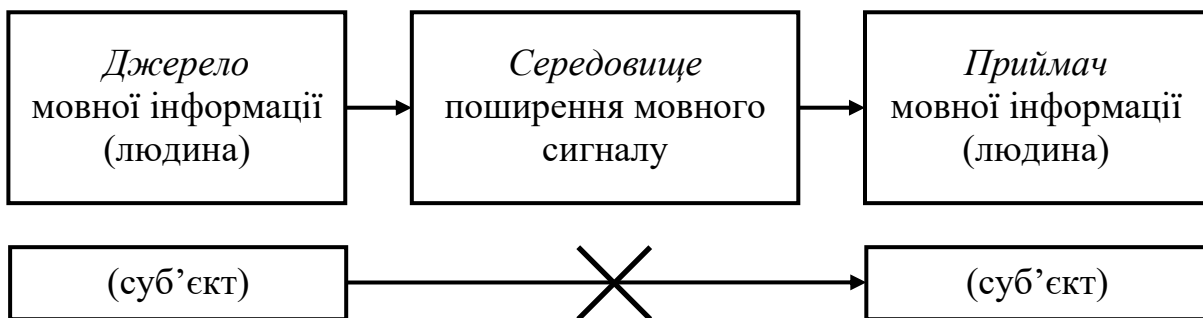 Джерело
мовної інформації
(людина)
Середовище
поширення мовного
сигналу
Приймач
мовної інформації
(людина)
(суб’єкт)
(суб’єкт)